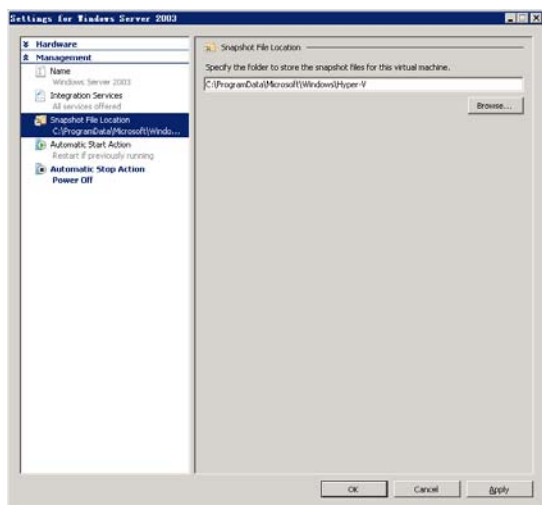 Settings for Windows Server 2003
Hardware
Management
Name
Windows Server 2003
Integration Services
All services offered
Snapshot File Location
C:\ProgramData\Microsoft\Windo...
Automatic Start Action
Restart if previously running
Automatic Stop Action
Power Off
Snapshot File Location
Specify the folder to store the snapshot files for this virtual machine.
C:\ProgramData\Microsoft\Windows\Hyper-V
Browse...
OK
Cancel
Apply